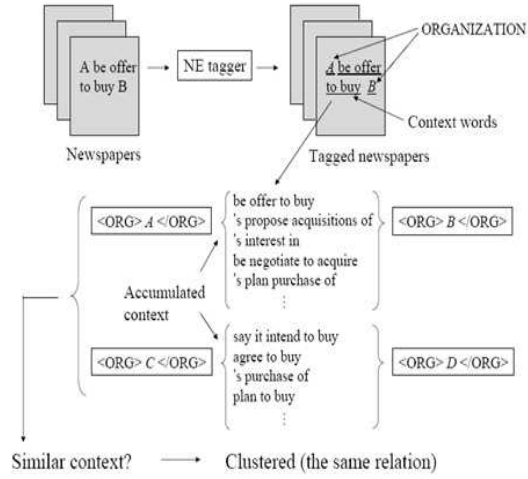 A be offer
to buy B
NE tagger
A be offer
to buy B
ORGANIZATION
Context words
Newspapers
Tagged newspapers
<ORG> A </ORG>
be offer to buy
's propose acquisitions of
's interest in
be negotiate to acquire
's plan purchase of
⋮
<ORG> B </ORG>
Accumulated
context
<ORG> C </ORG>
say it intend to buy
agree to buy
's purchase of
plan to buy
⋮
<ORG> D </ORG>
Similar context?
Clustered (the same relation)